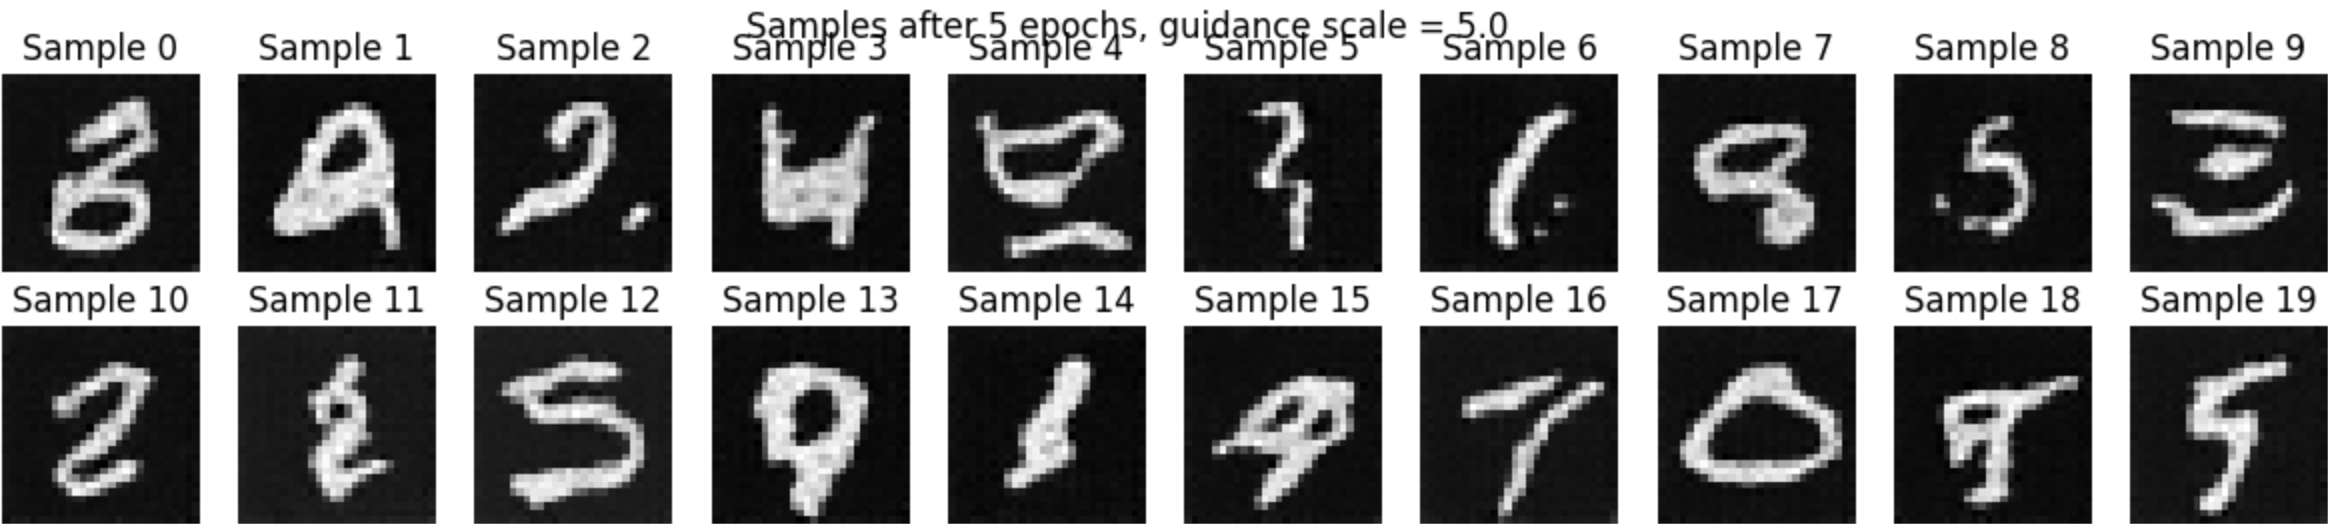 Samples after 5 epochs, guidance scale = 5.0
Sample 0 Sample 1 Sample 2 Sample 3 Sample 4 Sample 5 Sample 6 Sample 7 Sample 8 Sample 9
Sample 10 Sample 11 Sample 12 Sample 13 Sample 14 Sample 15 Sample 16 Sample 17 Sample 18 Sample 19